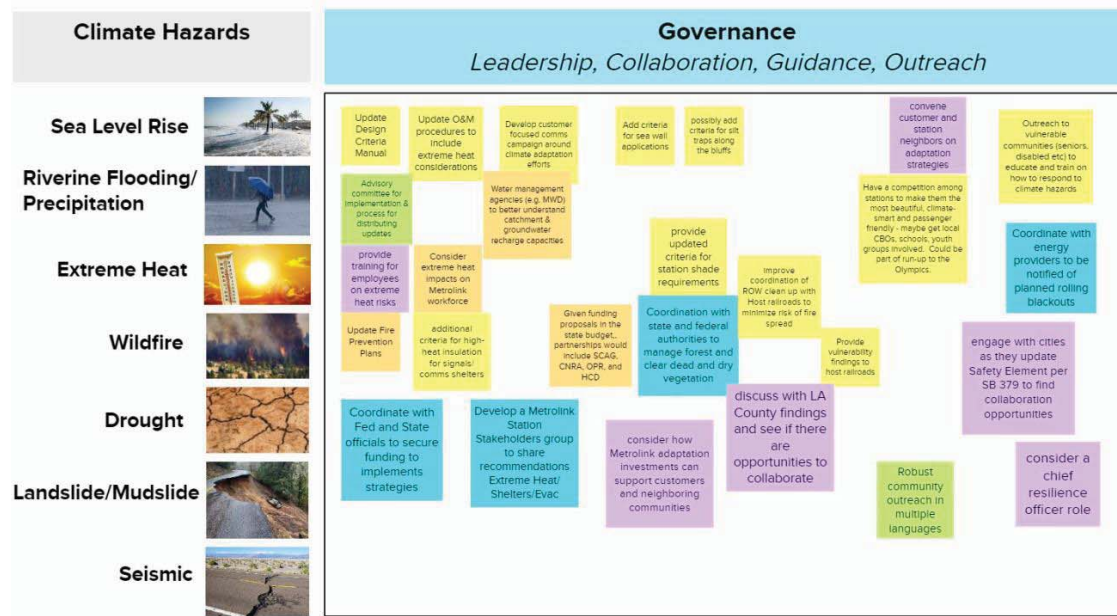 Climate Hazards
Governance
Leadership, Collaboration, Guidance, Outreach
Sea Level Rise
Riverine Flooding/
Precipitation
Extreme Heat
Wildfire
Drought
Landslide/Mudslide
Seismic
Update
Design
Criteria
Manual
Update O&M
procedures to
include
extreme heat
considerations
Develop customer
focused comms
campaign around
climate adaptation
efforts
Add criteria
for sea wall
applications
possibly add
criteria for silt
traps along
the bluffs
convene
customer and
station
neighbors on
adaptation
strategies
Outreach to
vulnerable
communities (seniors,
disabled etc) to
educate and train on
how to respond to
climate hazards
Advisory
committee for
implementation &
process for
distributing
updates
Water management
agencies (e.g. MWD)
to better understand
catchment &
groundwater
recharge capacities
Have a competition among
stations to make them the
most beautiful, climate-
smart and passenger
friendly - maybe get local
CBOs, schools, youth
groups involved.  Could be
part of run-up to the
Olympics.
provide
updated
criteria for
station shade
requirements
Coordinate with
energy
providers to be
notified of
planned rolling
blackouts
provide
training for
employees
on extreme
heat risks
Consider
extreme heat
impacts on
Metrolink
workforce
Improve
coordination of
ROW clean up with
Host railroads to
minimize risk of fire
spread
Update Fire
Prevention
Plans
additional
criteria for high-
heat insulation
for signals/
comms shelters
Given funding
proposals in the
state budget,,
partnerships would
include SCAG,
CNRA, OPR, and
HCD
Coordination with
state and federal
authorities to
manage forest and
clear dead and dry
vegetation
Provide
vulnerability
findings to
host railroads
engage with cities
as they update
Safety Element per
SB 379 to find
collaboration
opportunities
Coordinate with
Fed and State
officials to secure
funding to
implements
strategies
Develop a Metrolink
Station
Stakeholders group
to share
recommendations
Extreme Heat/
Shelters/Evac
consider how
Metrolink adaptation
investments can
support customers
and neighboring
communities
discuss with LA
County findings
and see if there
are
opportunities to
collaborate
Robust
community
outreach in
multiple
languages
consider a
chief
resilience
officer role